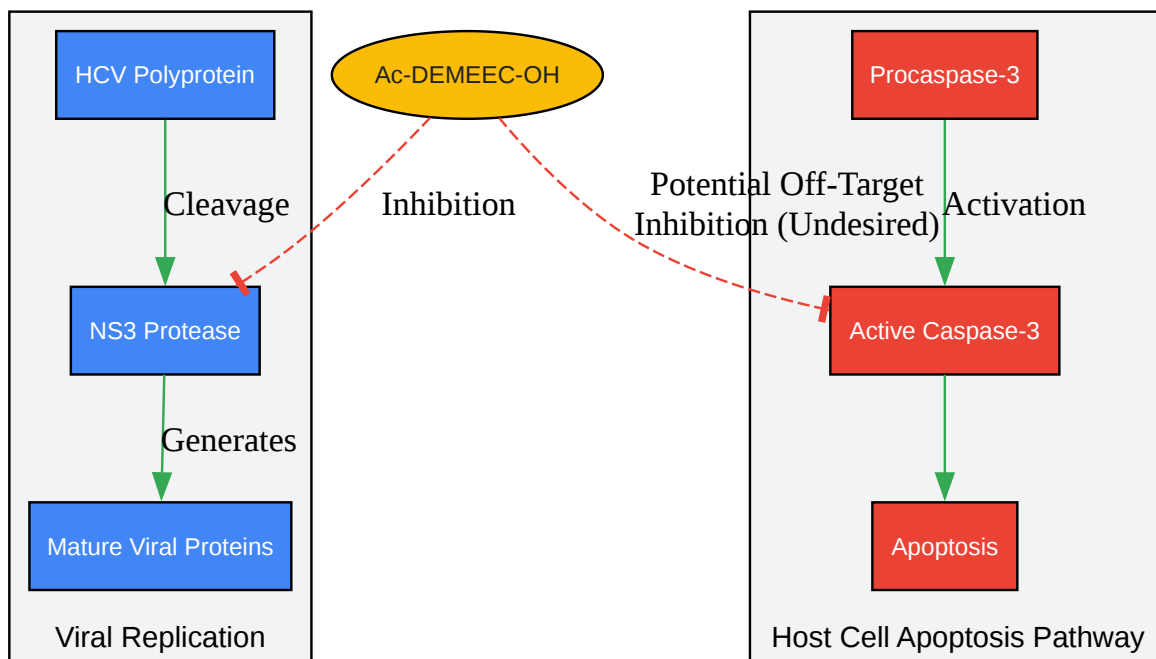 HCV Polyprotein
Ac-DEMEEC-OH
Procaspase-3
Cleavage
Inhibition
Potential Off-Target
Inhibition (Undesired)
Activation
NS3 Protease
Active Caspase-3
Generates
Mature Viral Proteins
Apoptosis
Viral Replication
Host Cell Apoptosis Pathway